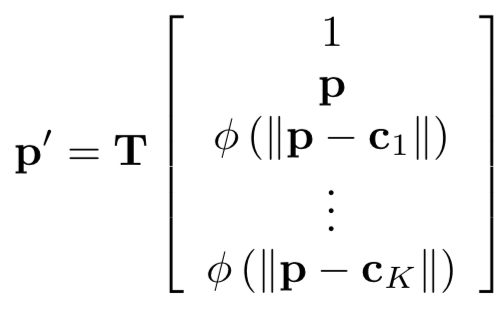 1
p
ϕ (‖p − c₁‖)
p′ = T
⋮
ϕ (‖p − c_K‖)